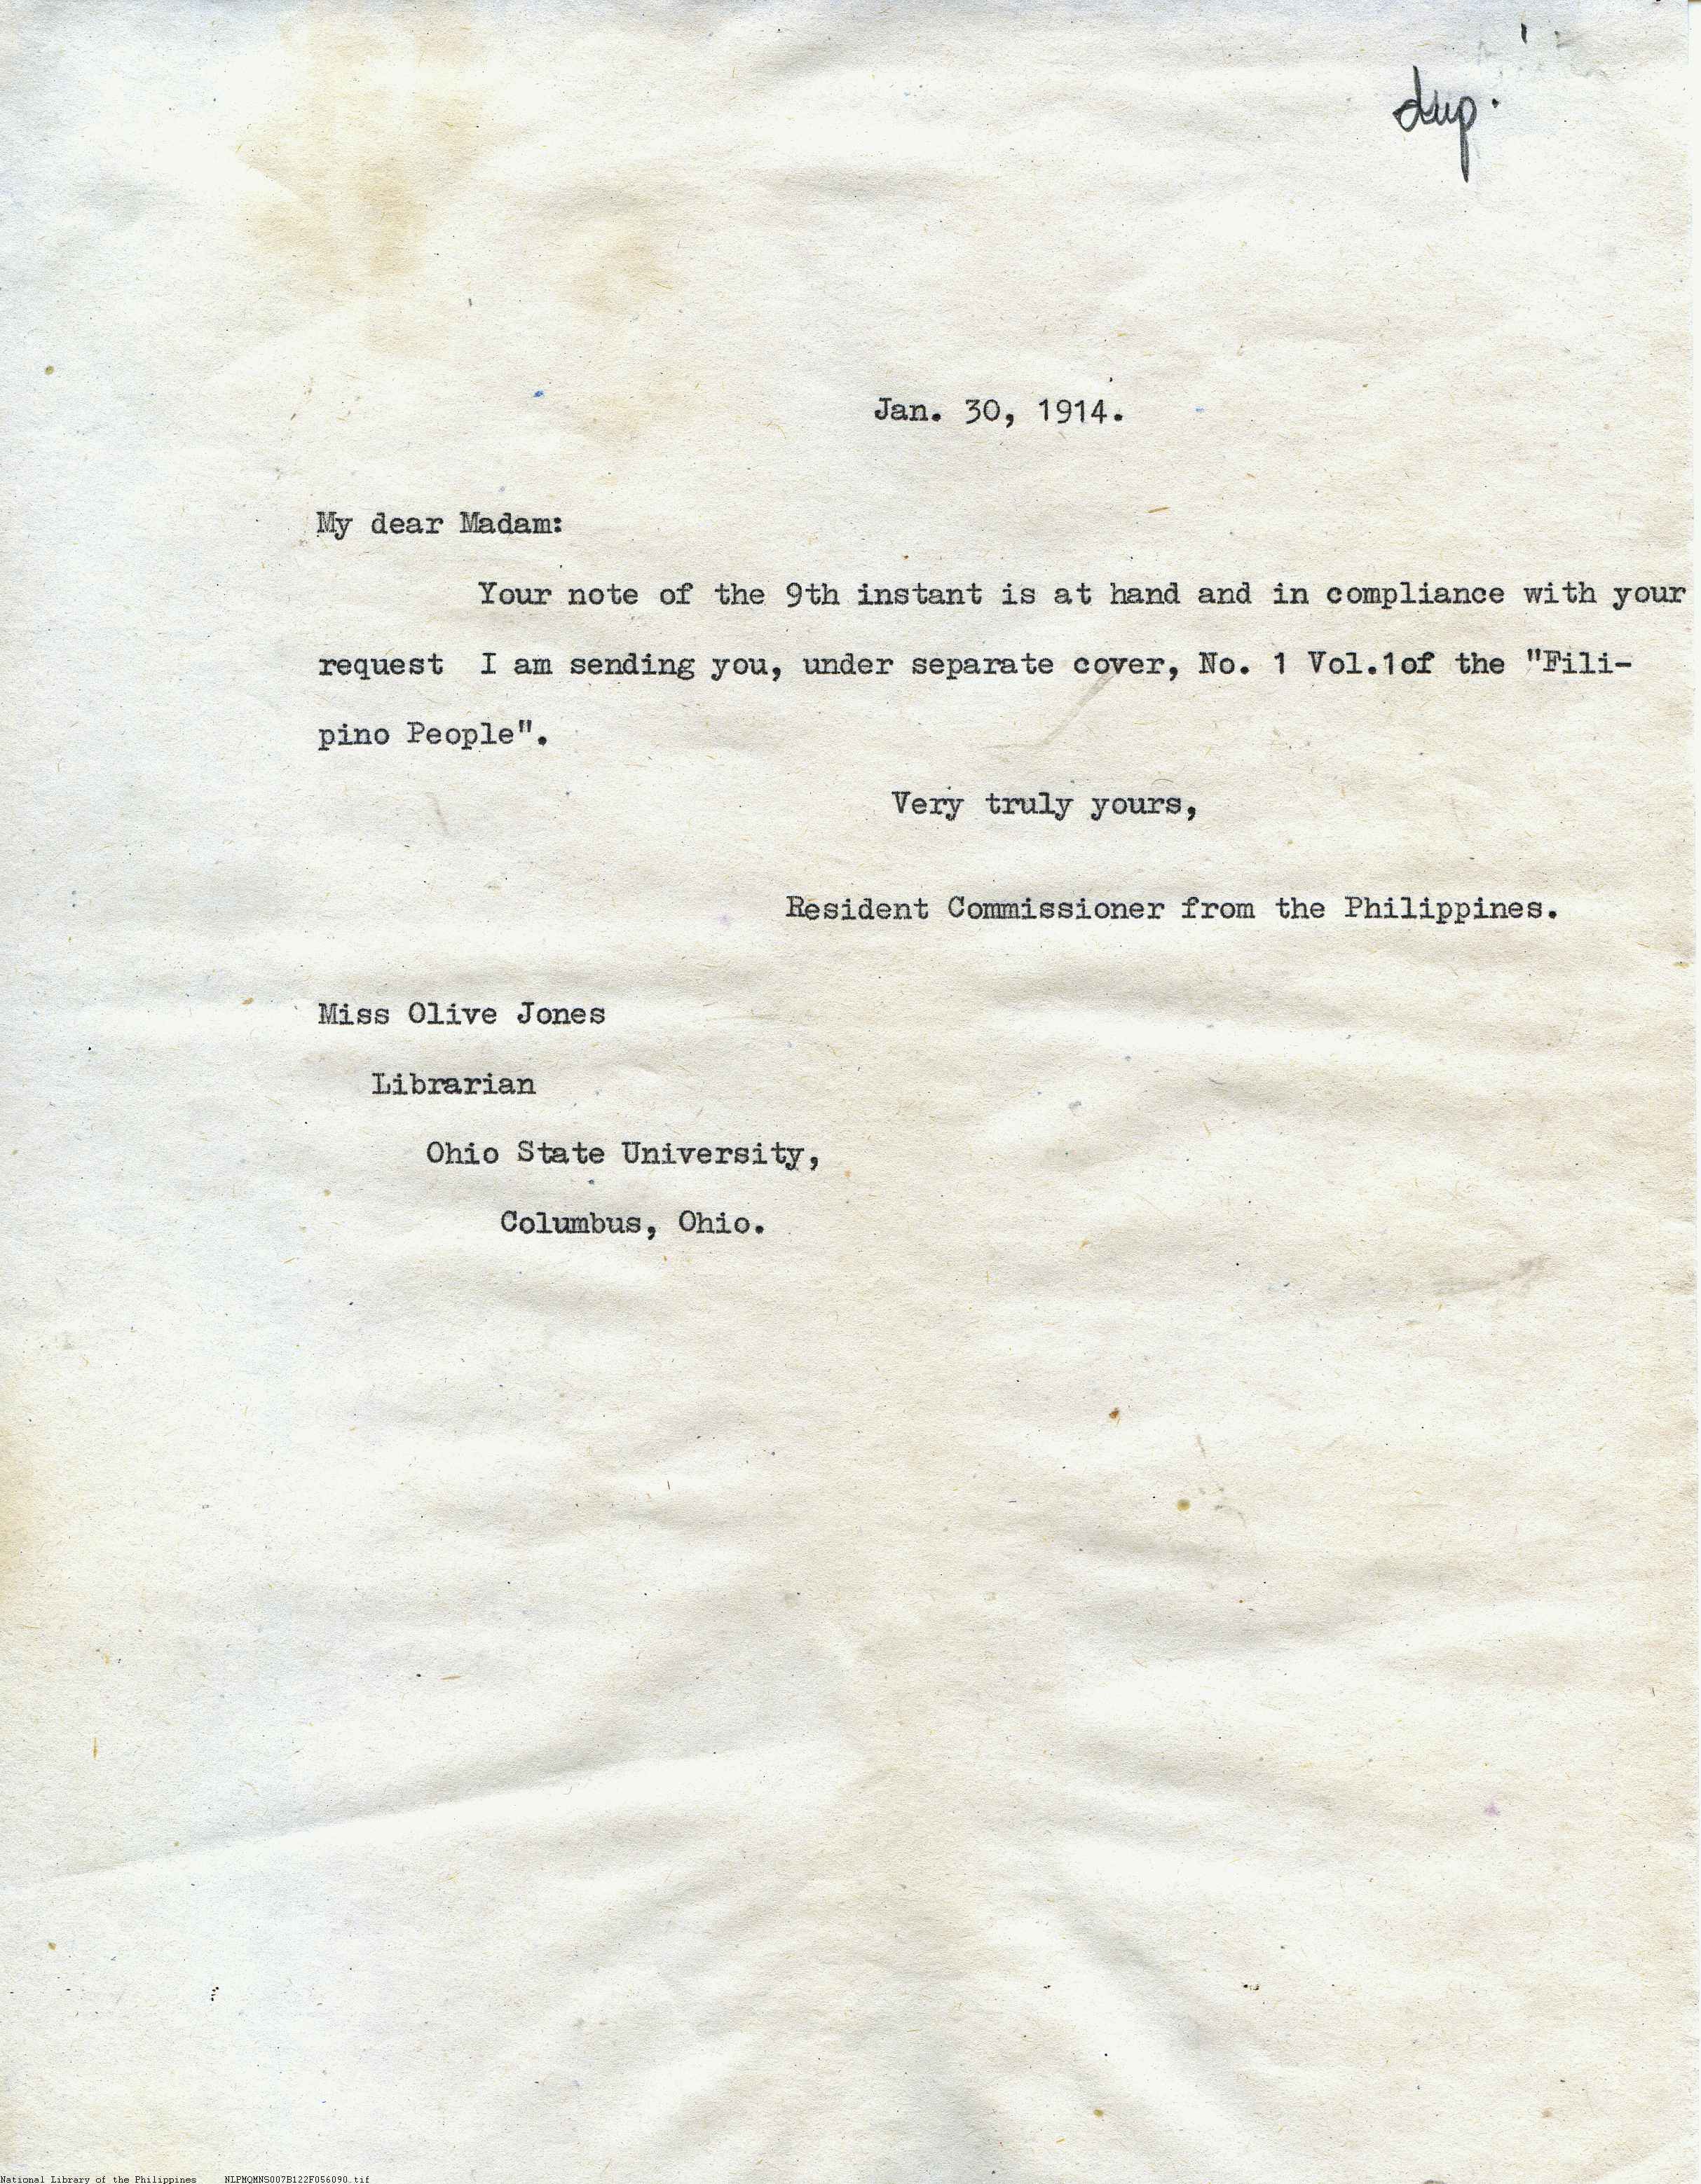 dup.
Jan. 30, 1914.
My dear Madam:
Your note of the 9th instant is at hand and in compliance with your
request I am sending you, under separate cover, No. 1 Vol.1of the "Fili-
pino People".
Very truly yours,
Resident Commissioner from the Philippines.
Miss Olive Jones
Librarian
Ohio State University,
Columbus, Ohio.
National Library of the Philippines NLPMQMNS007B122F056090.tif